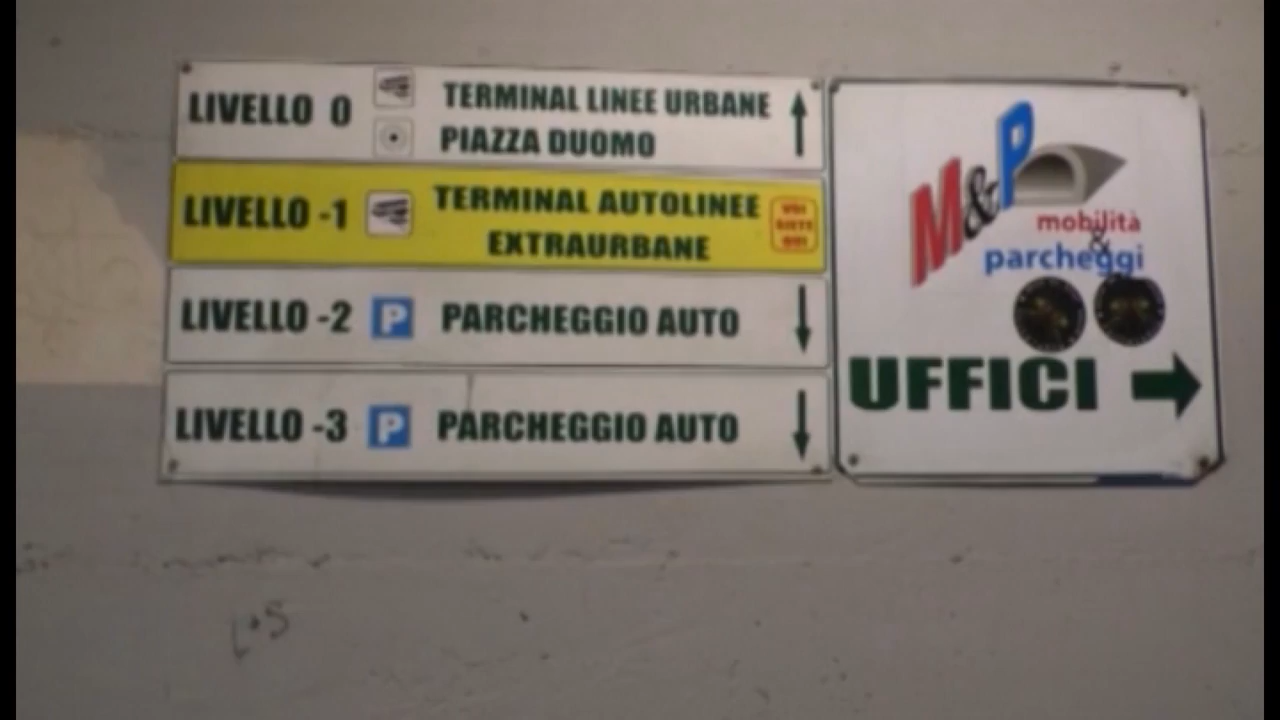 LIVELLO 0
TERMINAL LINEE URBANE
PIAZZA DUOMO
LIVELLO -1
TERMINAL AUTOLINEE
EXTRAURBANE
VOI
SIETE
QUI
LIVELLO -2 P PARCHEGGIO AUTO
LIVELLO -3 P PARCHEGGIO AUTO
M&P
mobilità
&
parcheggi
UFFICI